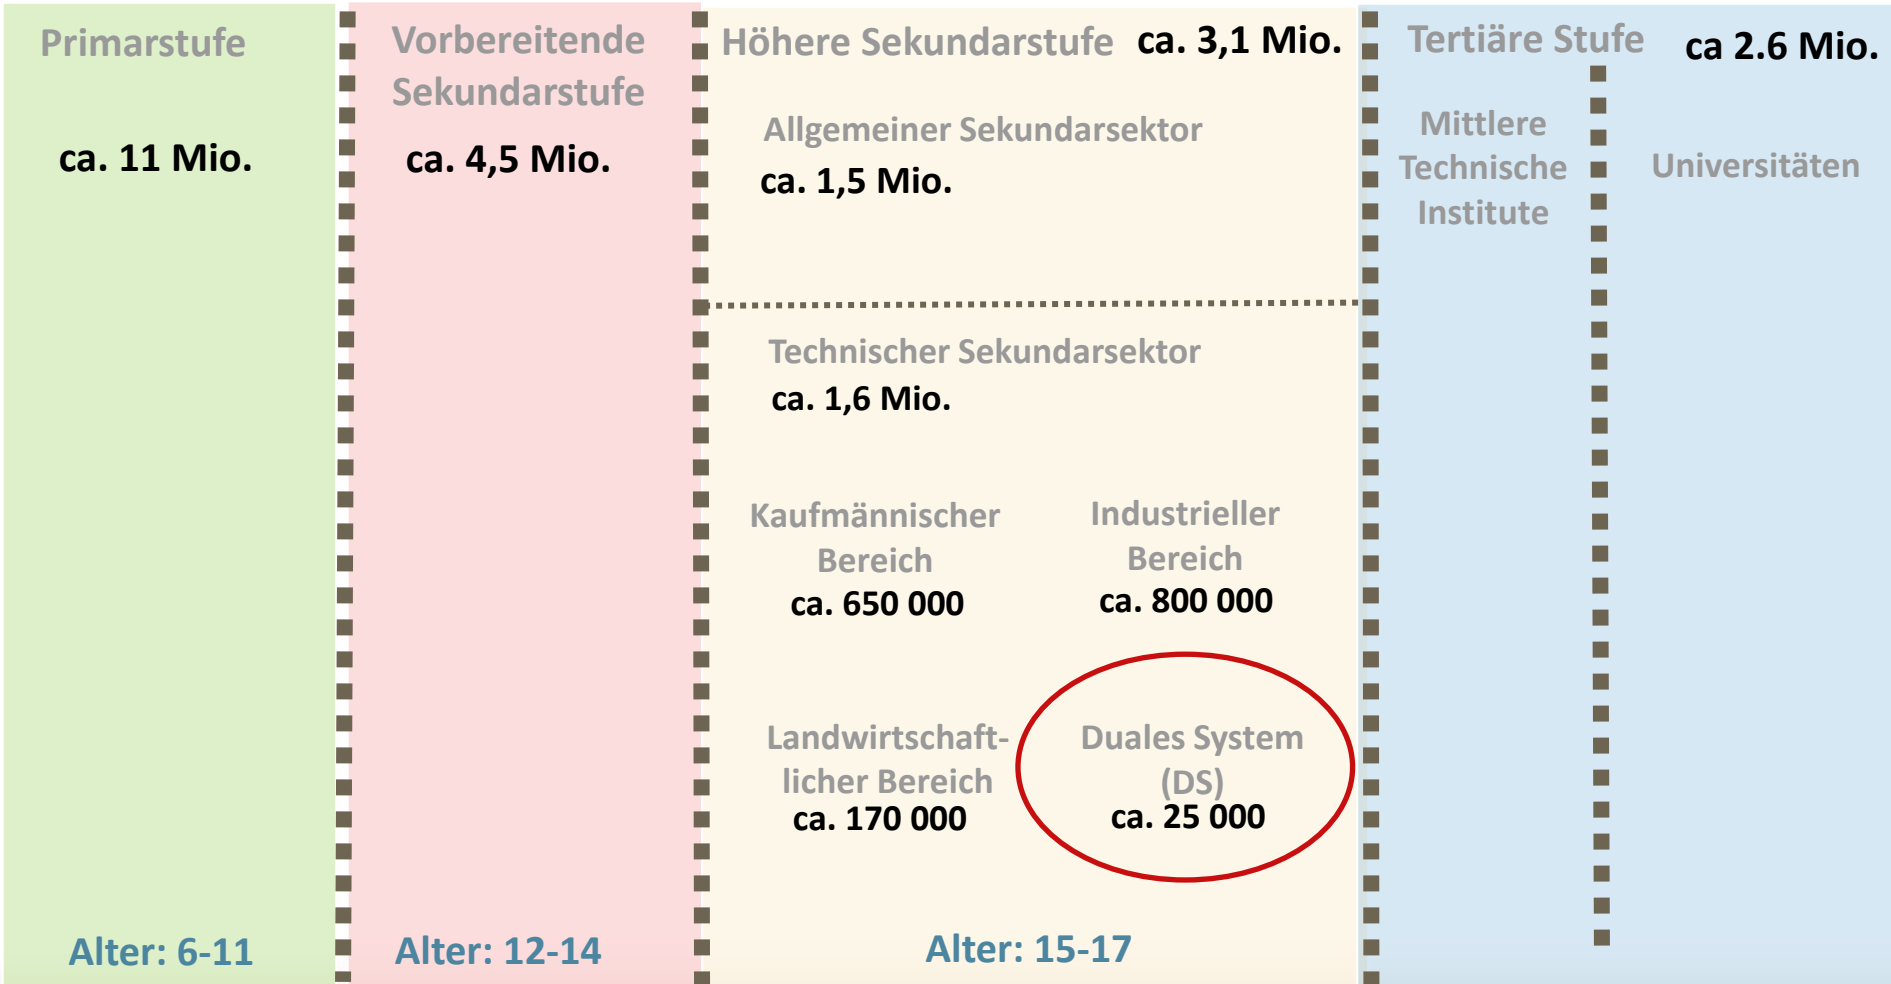 Primarstufe
ca. 11 Mio.
Alter: 6-11
Vorbereitende
Sekundarstufe
ca. 4,5 Mio.
Alter: 12-14
Höhere Sekundarstufe ca. 3,1 Mio.
Allgemeiner Sekundarsektor
ca. 1,5 Mio.
Technischer Sekundarsektor
ca. 1,6 Mio.
Kaufmännischer
Bereich
ca. 650 000
Industrieller
Bereich
ca. 800 000
Landwirtschaft-
licher Bereich
ca. 170 000
Duales System
(DS)
ca. 25 000
Alter: 15-17
Tertiäre Stufe ca 2.6 Mio.
Mittlere
Technische
Institute
Universitäten